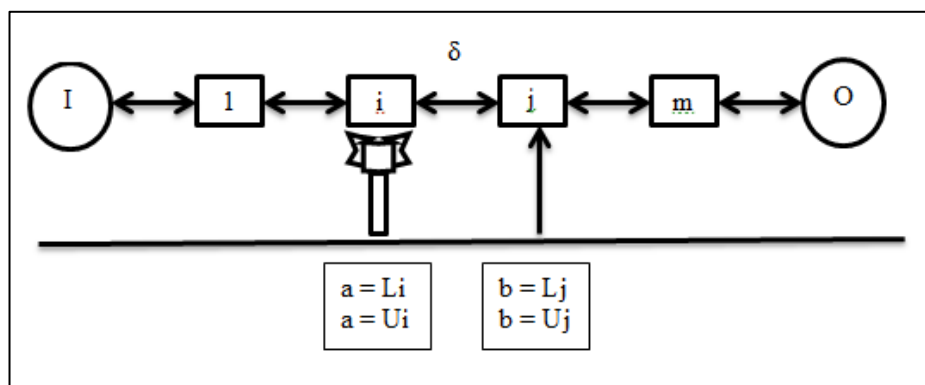 δ
I 1 i j m O
a = Li
a = Ui
b = Lj
b = Uj